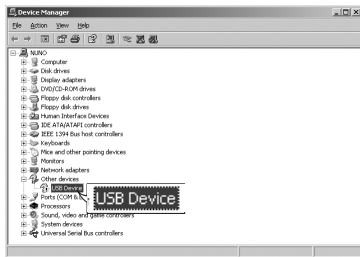 Device Manager
File Action View Help
NUNO
Computer
Disk drives
Display adapters
DVD/CD-ROM drives
Floppy disk controllers
Floppy disk drives
Human Interface Devices
IDE ATA/ATAPI controllers
IEEE 1394 Bus host controllers
Keyboards
Mice and other pointing devices
Monitors
Network adapters
Other devices
USB Device
USB Device
Ports (COM &
Processors
Sound, video and game controllers
System devices
Universal Serial Bus controllers